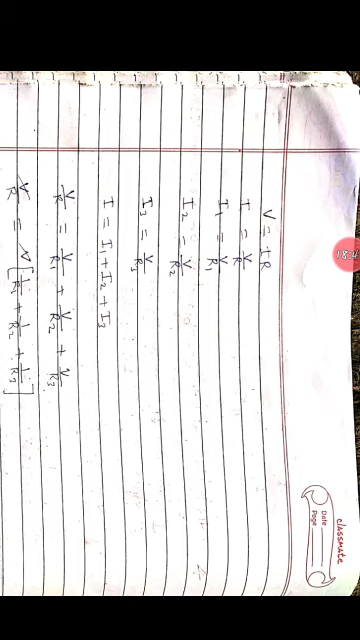 classmate
Date
Page
V = IR
I = V/R
I1 = V/R1
I2 = V/R2
I3 = V/R3
I = I1 + I2 + I3
V/R = V/R1 + V/R2 + V/R3
V/R = V [1/R1 + 1/R2 + 1/R3]